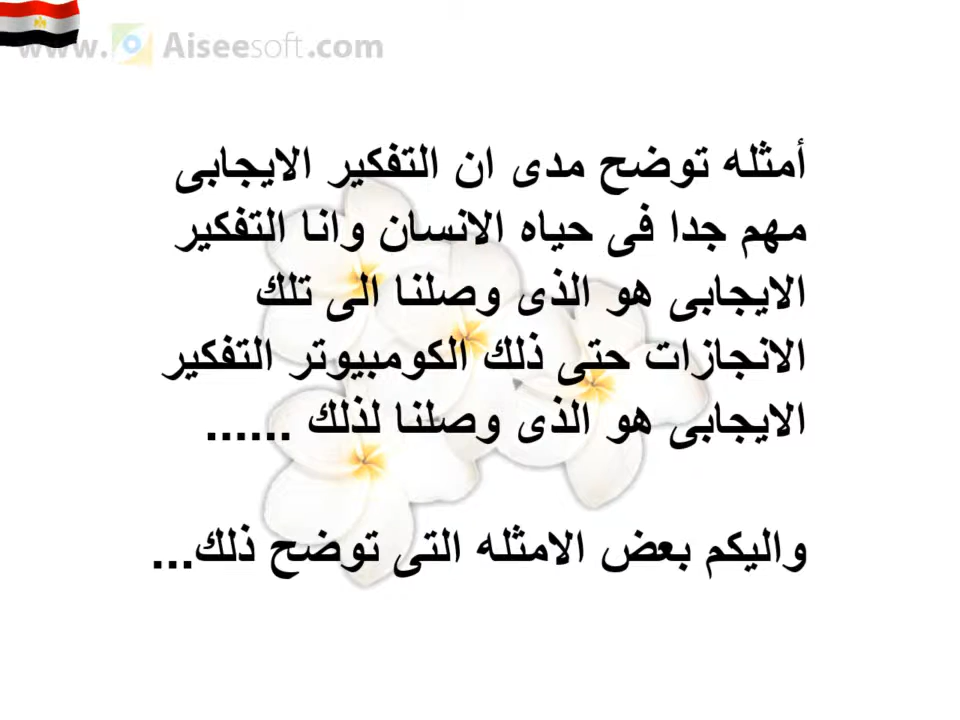 www. Aiseesoft.com
أمثله توضح مدى ان التفكير الايجابى
مهم جدا فى حياه الانسان وانا التفكير
الايجابى هو الذى وصلنا الى تلك
الانجازات حتى ذلك الكومبيوتر التفكير
الايجابى هو الذى وصلنا لذلك ......
واليكم بعض الامثله التى توضح ذلك...